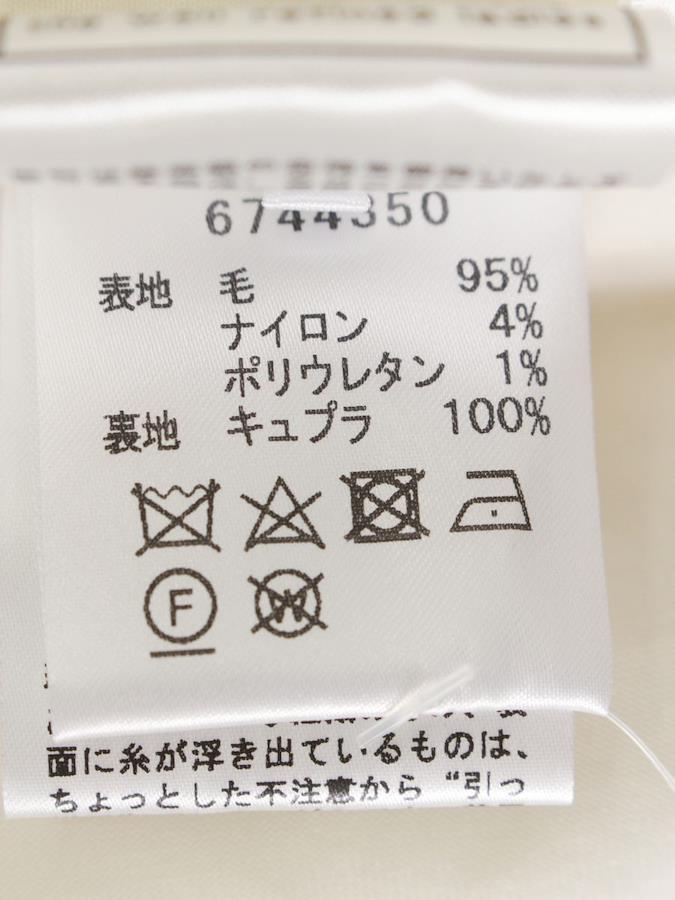 6744350
表地 毛 95%
ナイロン 4%
ポリウレタン 1%
裏地 キュプラ 100%
F
W
面に糸が浮き出ているものは、
ちょっとした不注意から “引っ